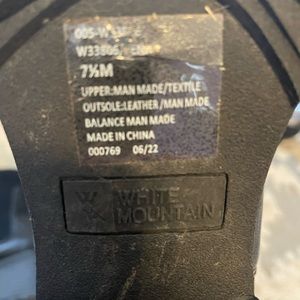 7½M
UPPER:MAN MADE/TEXTILE
OUTSOLE:LEATHER/MAN MADE
BALANCE MAN MADE
MADE IN CHINA
000769 06/22
WHITE
MOUNTAIN